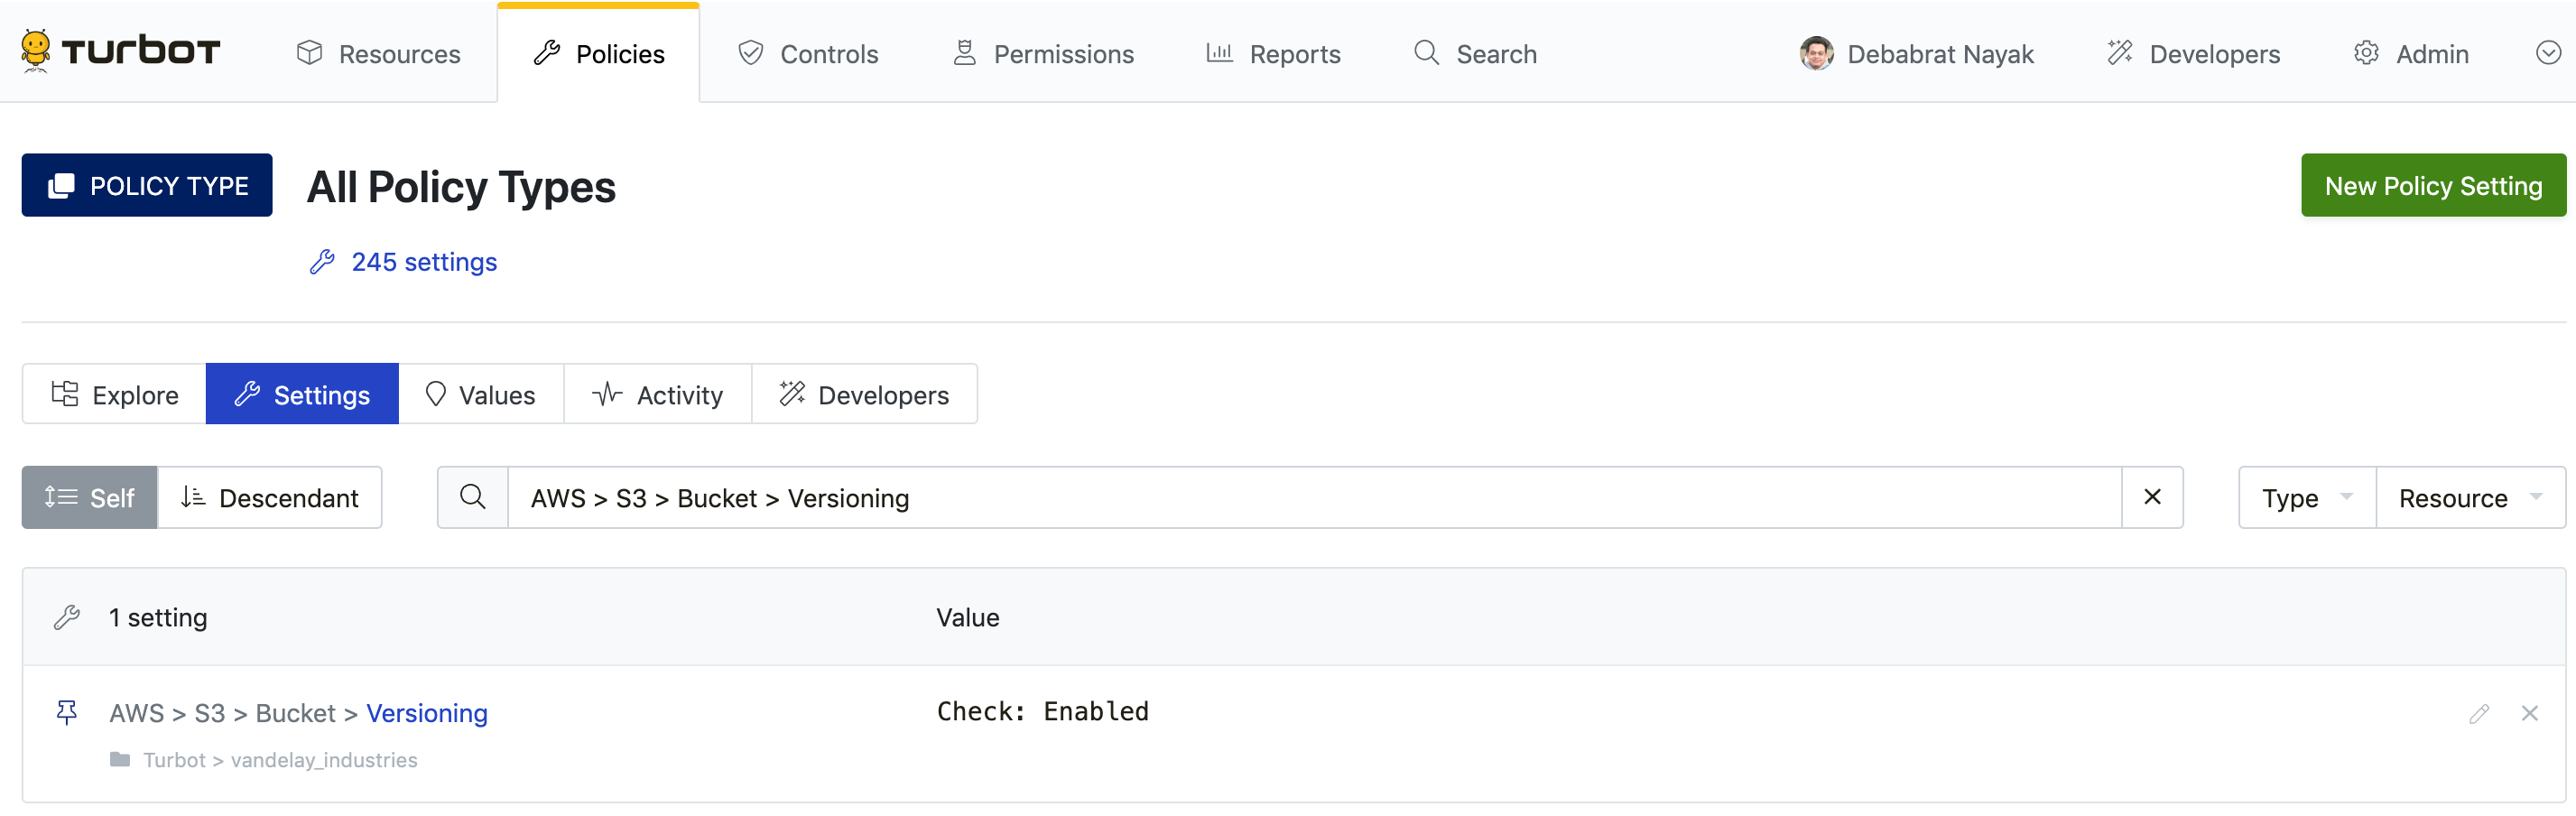 TURBOT Resources Policies Controls Permissions Reports Search Debabrat Nayak Developers Admin
POLICY TYPE All Policy Types New Policy Setting
245 settings
Explore Settings Values Activity Developers
Self Descendant AWS > S3 > Bucket > Versioning Type Resource
1 setting Value
AWS > S3 > Bucket > Versioning Check: Enabled
Turbot > vandelay_industries